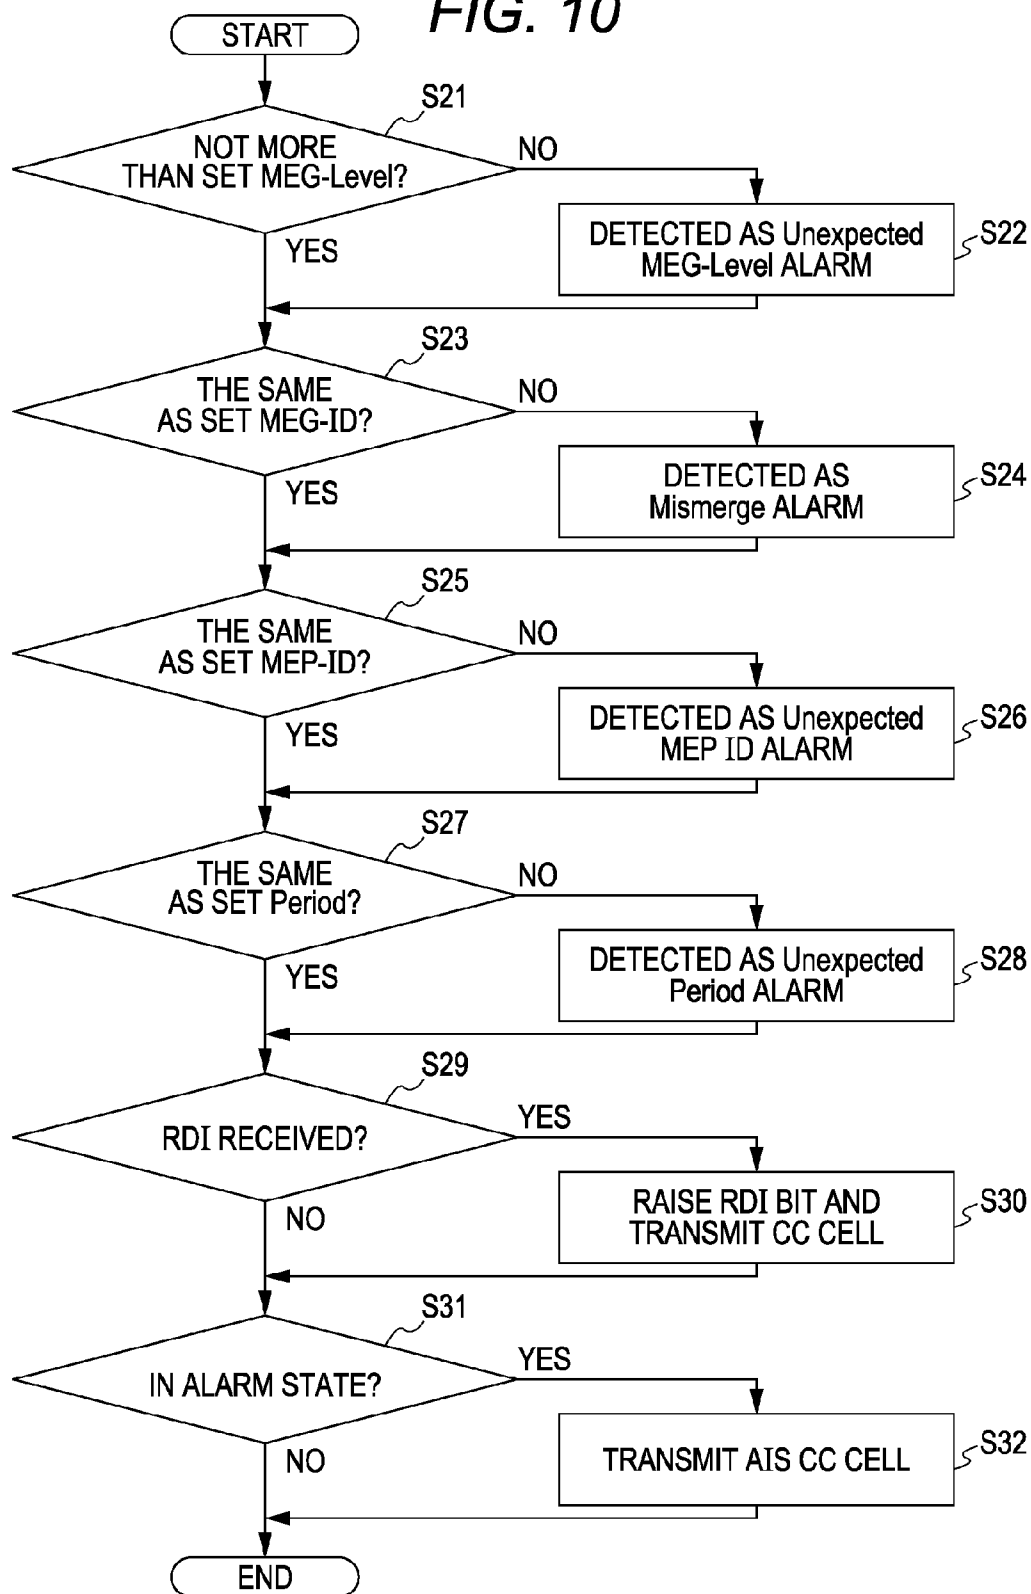 FIG. 10
START
S21
NOT MORE
THAN SET MEG-Level?
NO
YES
DETECTED AS Unexpected
MEG-Level ALARM
S22
S23
THE SAME
AS SET MEG-ID?
NO
YES
DETECTED AS
Mismerge ALARM
S24
S25
THE SAME
AS SET MEP-ID?
NO
YES
DETECTED AS Unexpected
MEP ID ALARM
S26
S27
THE SAME
AS SET Period?
NO
YES
DETECTED AS Unexpected
Period ALARM
S28
S29
RDI RECEIVED?
YES
NO
RAISE RDI BIT AND
TRANSMIT CC CELL
S30
S31
IN ALARM STATE?
YES
NO
TRANSMIT AIS CC CELL
S32
END